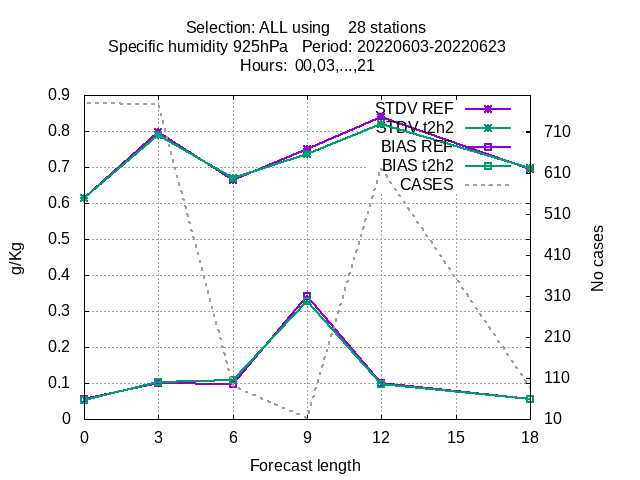 Selection: ALL using    28 stations
Specific humidity 925hPa   Period: 20220603-20220623
Hours: 00,03,...,21
0.9
0.8
0.7
0.6
0.5
0.4
0.3
0.2
0.1
0
g/Kg
STDV REF
STDV t2h2
BIAS REF
BIAS t2h2
CASES
710
610
510
410
310
210
110
10
No cases
0 3 6 9 12 15 18
Forecast length